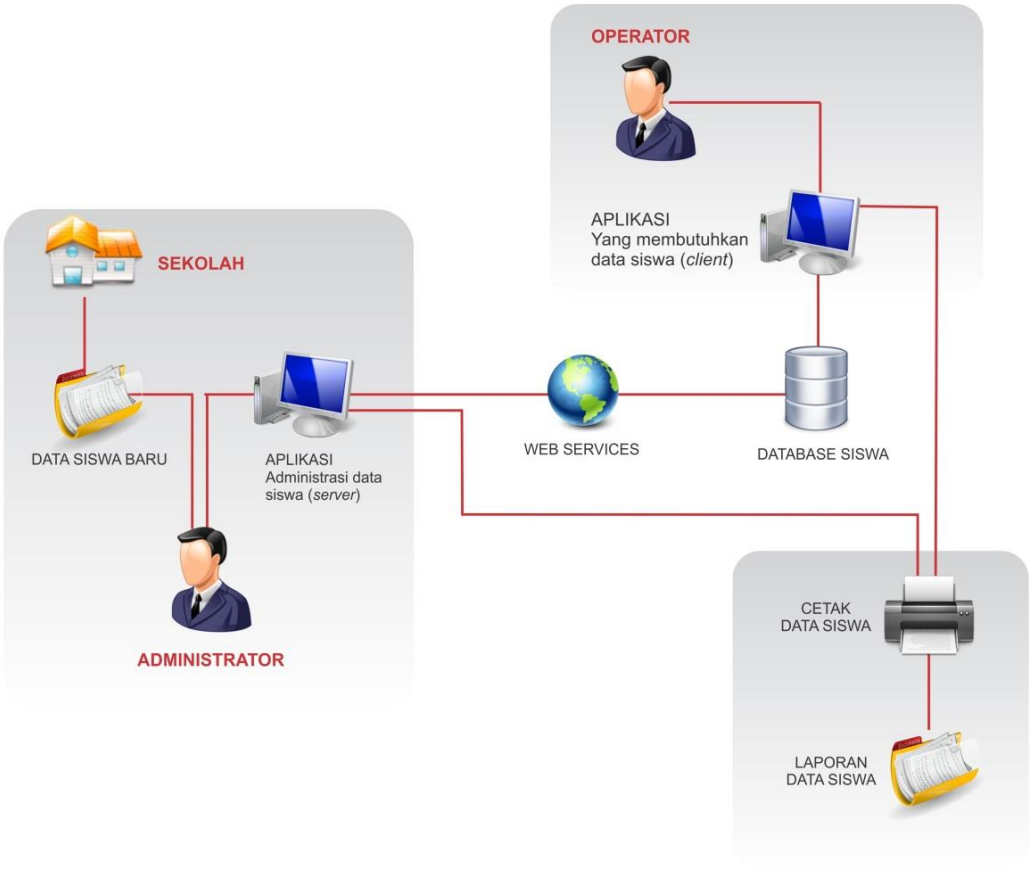 OPERATOR
APLIKASI
Yang membutuhkan
data siswa (client)
SEKOLAH
DATA SISWA BARU
APLIKASI
Administrasi data
siswa (server)
WEB SERVICES
DATABASE SISWA
ADMINISTRATOR
CETAK
DATA SISWA
LAPORAN
DATA SISWA